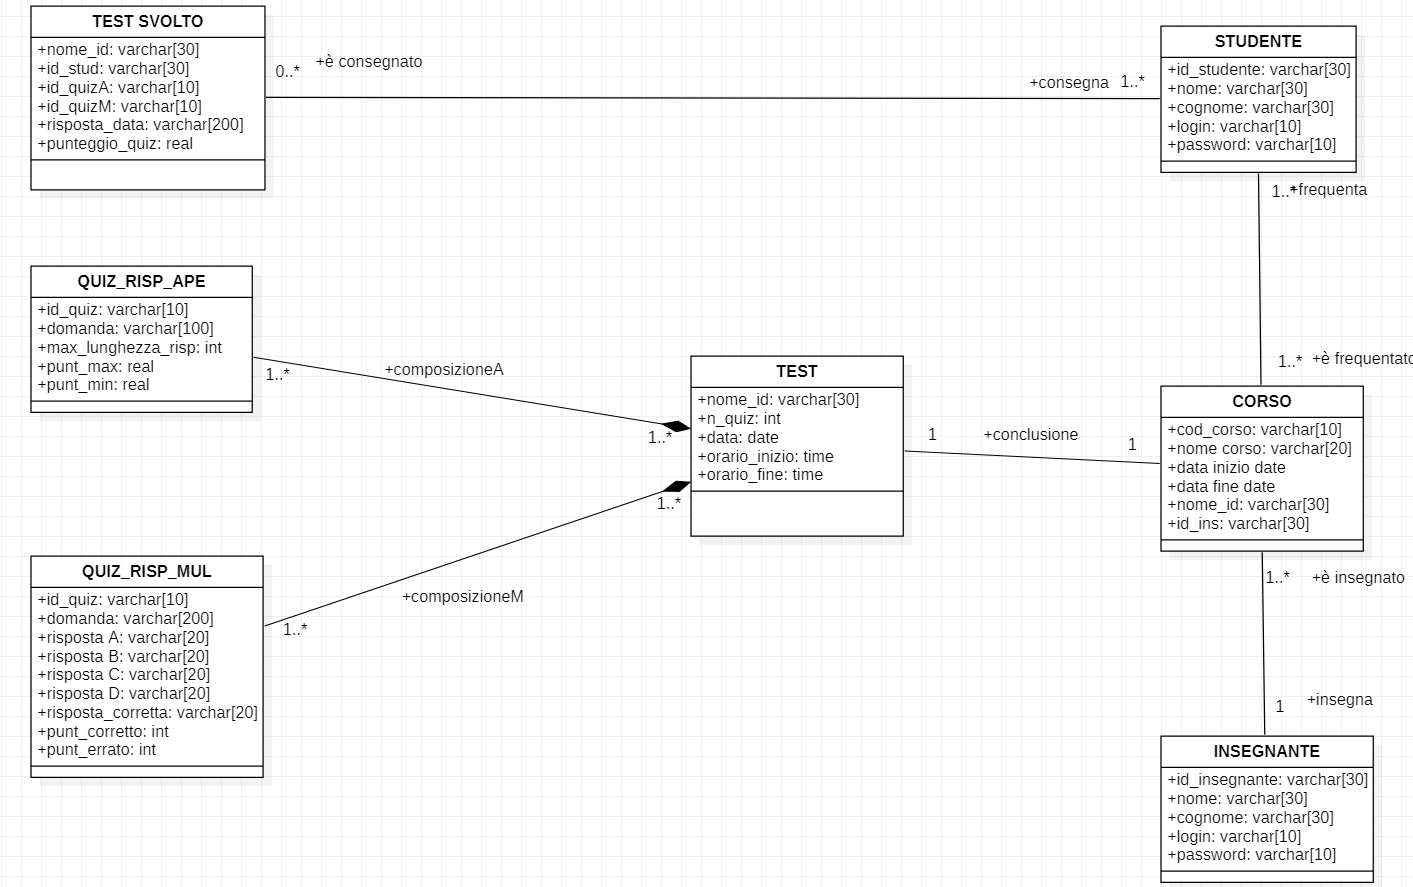 TEST SVOLTO
+nome_id: varchar[30]
+id_stud: varchar[30]
+id_quizA: varchar[10]
+id_quizM: varchar[10]
+risposta_data: varchar[200]
+punteggio_quiz: real
0..*
+è consegnato
+consegna
1..*
STUDENTE
+id_studente: varchar[30]
+nome: varchar[30]
+cognome: varchar[30]
+login: varchar[10]
+password: varchar[10]
1..*
+frequenta
QUIZ_RISP_APE
+id_quiz: varchar[10]
+domanda: varchar[100]
+max_lunghezza_risp: int
+punt_max: real
+punt_min: real
1..*
+composizioneA
1..*
TEST
+nome_id: varchar[30]
+n_quiz: int
+data: date
+orario_inizio: time
+orario_fine: time
1
+conclusione
1
1..*
+è frequentato
CORSO
+cod_corso: varchar[10]
+nome corso: varchar[20]
+data inizio date
+data fine date
+nome_id: varchar[30]
+id_ins: varchar[30]
1..*
+composizioneM
1..*
QUIZ_RISP_MUL
+id_quiz: varchar[10]
+domanda: varchar[200]
+risposta A: varchar[20]
+risposta B: varchar[20]
+risposta C: varchar[20]
+risposta D: varchar[20]
+risposta_corretta: varchar[20]
+punt_corretto: int
+punt_errato: int
1..*
+è insegnato
+insegna
1
INSEGNANTE
+id_insegnante: varchar[30]
+nome: varchar[30]
+cognome: varchar[30]
+login: varchar[10]
+password: varchar[10]